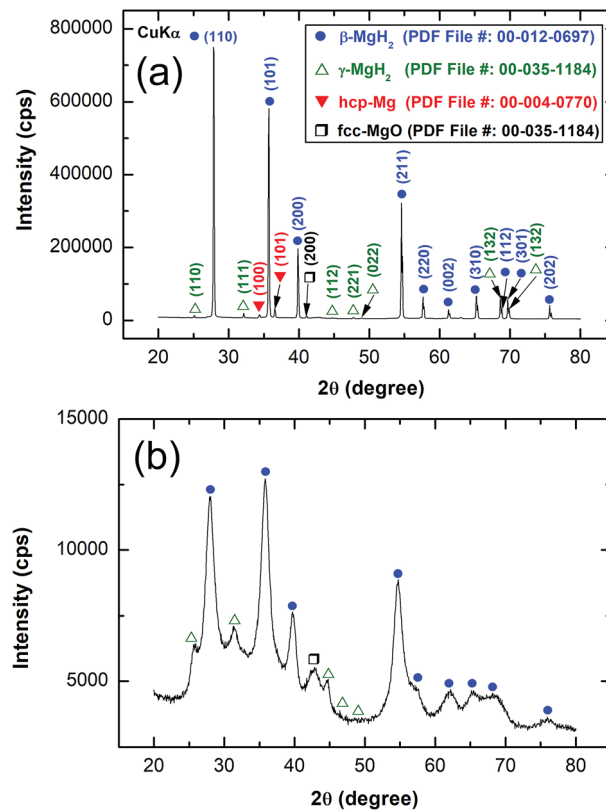 CuKα
(a)
β-MgH₂ (PDF File #: 00-012-0697)
γ-MgH₂ (PDF File #: 00-035-1184)
hcp-Mg (PDF File #: 00-004-0770)
fcc-MgO (PDF File #: 00-035-1184)
(110)
(110)
(111)
(100)
(101)
(101)
(200)
(200)
(112)
(221)
(022)
(211)
(220)
(002)
(310)
(132)
(112)
(301)
(132)
(202)
Intensity (cps)
800000
600000
400000
200000
0
20 30 40 50 60 70 80
2θ (degree)
(b)
Intensity (cps)
15000
10000
5000
20 30 40 50 60 70 80
2θ (degree)